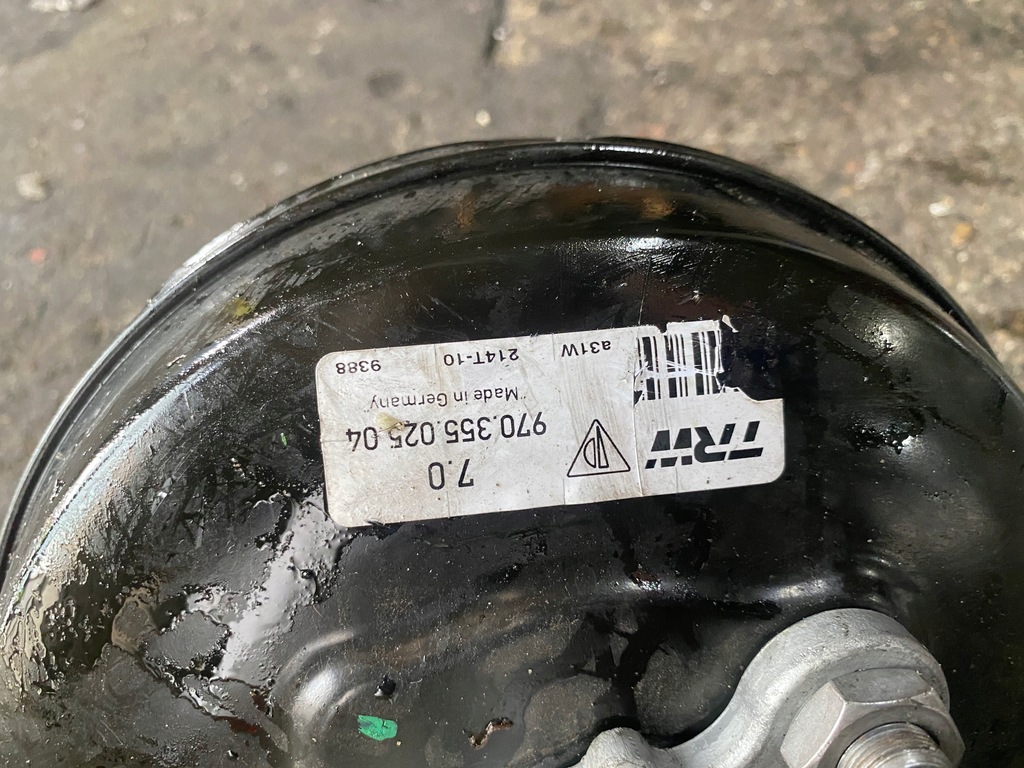 TRW 7.0
970.355.025.04
"Made in Germany"
a31W 214T-10 9388